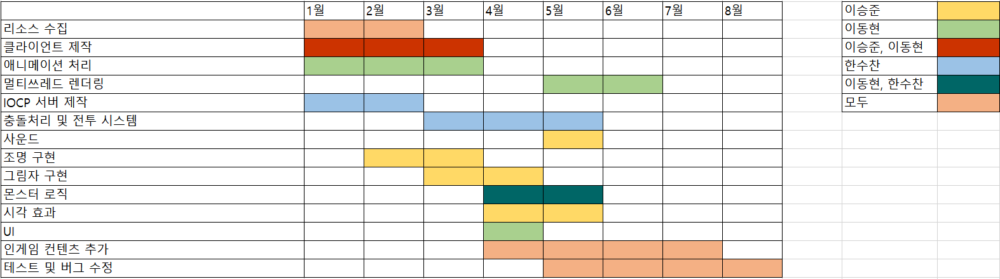 1월 2월 3월 4월 5월 6월 7월 8월 이승준
리소스 수집 이동현
클라이언트 제작 이승준, 이동현
애니메이션 처리 한수찬
멀티쓰레드 렌더링 이동현, 한수찬
IOCP 서버 제작 모두
충돌처리 및 전투 시스템
사운드
조명 구현
그림자 구현
몬스터 로직
시각 효과
UI
인게임 컨텐츠 추가
테스트 및 버그 수정